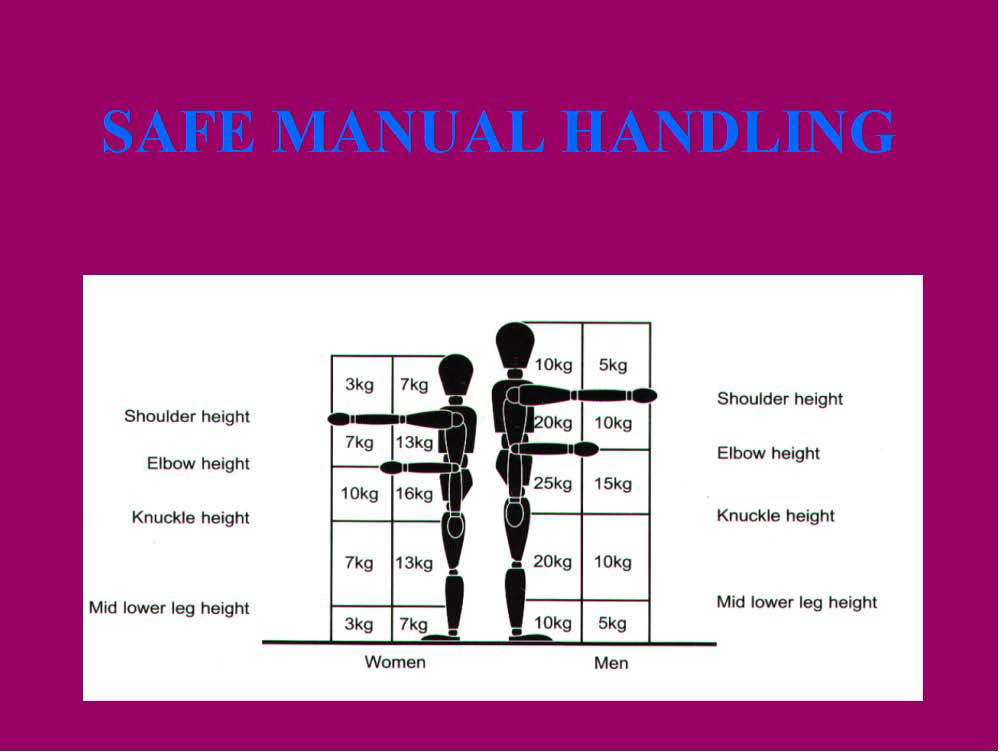 SAFE MANUAL HANDLING
10kg 5kg
3kg 7kg
Shoulder height
Shoulder height
20kg 10kg
7kg 13kg
Elbow height
Elbow height
10kg 16kg
25kg 15kg
Knuckle height
Knuckle height
7kg 13kg
20kg 10kg
Mid lower leg height
Mid lower leg height
3kg 7kg
10kg 5kg
Women
Men